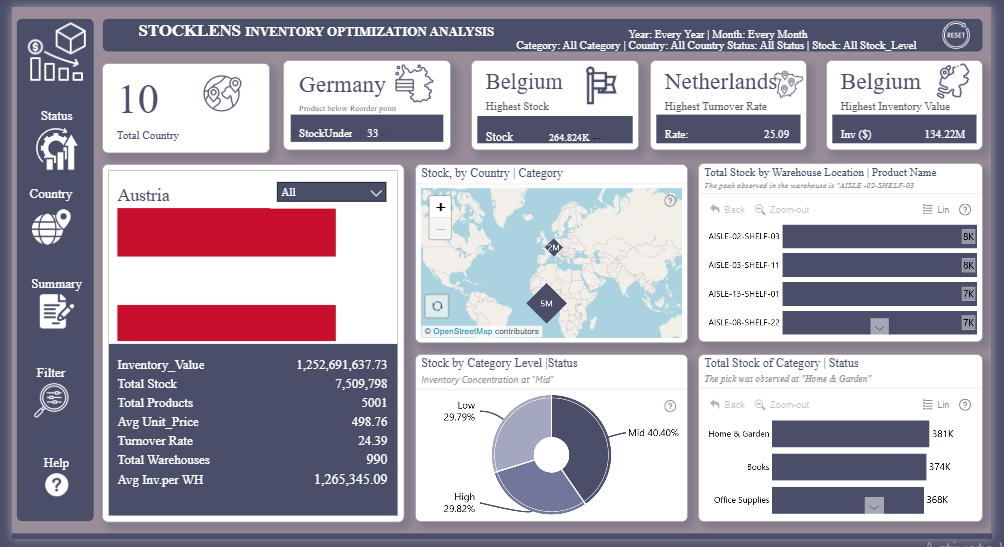 STOCKLENS INVENTORY OPTIMIZATION ANALYSIS
Year: Every Year | Month: Every Month
Category: All Category | Country: All Country Status: All Status | Stock: All Stock_Level
RESET
Status
Country
Summary
Filter
Help
?
$
10
Total Country
Germany
Product below Reorder point
StockUnder 33
Belgium
Highest Stock
Stock 264.824K
Netherlands
Highest Turnover Rate
Rate: 25.09
Belgium
Highest Inventory Value
Inv ($) 134.22M
Austria
All
Inventory_Value 1,252,691,637.73
Total Stock 7,509,798
Total Products 5001
Avg Unit_Price 498.76
Turnover Rate 24.39
Total Warehouses 990
Avg Inv.per WH 1,265,345.09
Stock, by Country | Category
+
−
?
2M
5M
© OpenStreetMap contributors
Stock by Category Level |Status
Inventory Concentration at "Mid"
?
Low
29.79%
Mid 40.40%
High
29.82%
Total Stock by Warehouse Location | Product Name
The peak observed in the warehouse is "AISLE -02-SHELF-03
Back Zoom-out Lin ?
AISLE-02-SHELF-03 8K
AISLE-03-SHELF-11 8K
AISLE-13-SHELF-01 7K
AISLE-08-SHELF-22 7K
Total Stock of Category | Status
The pick was observed at "Home & Garden"
Back Zoom-out Lin ?
Home & Garden 381K
Books 374K
Office Supplies 368K